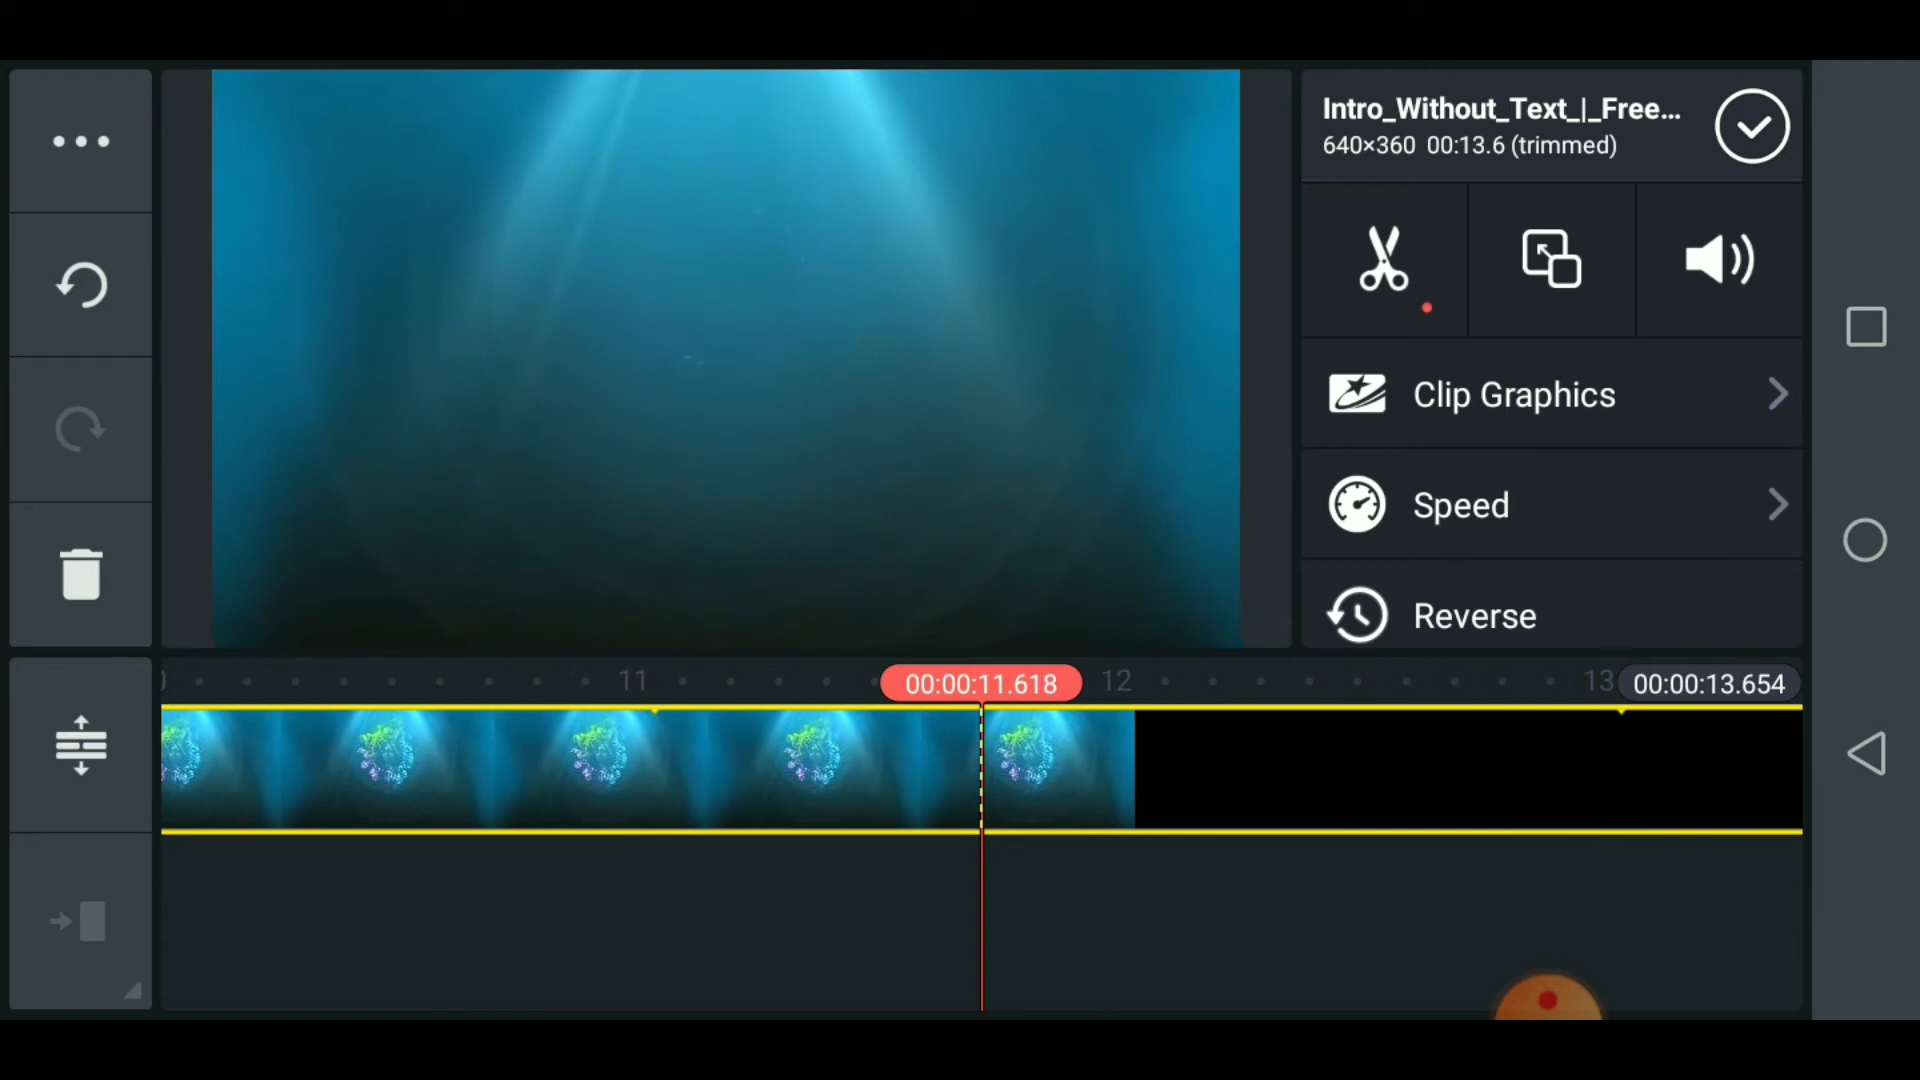 Intro_Without_Text_|_Free...
640×360 00:13.6 (trimmed)
Clip Graphics
Speed
Reverse
11
00:00:11.618
12
13
00:00:13.654